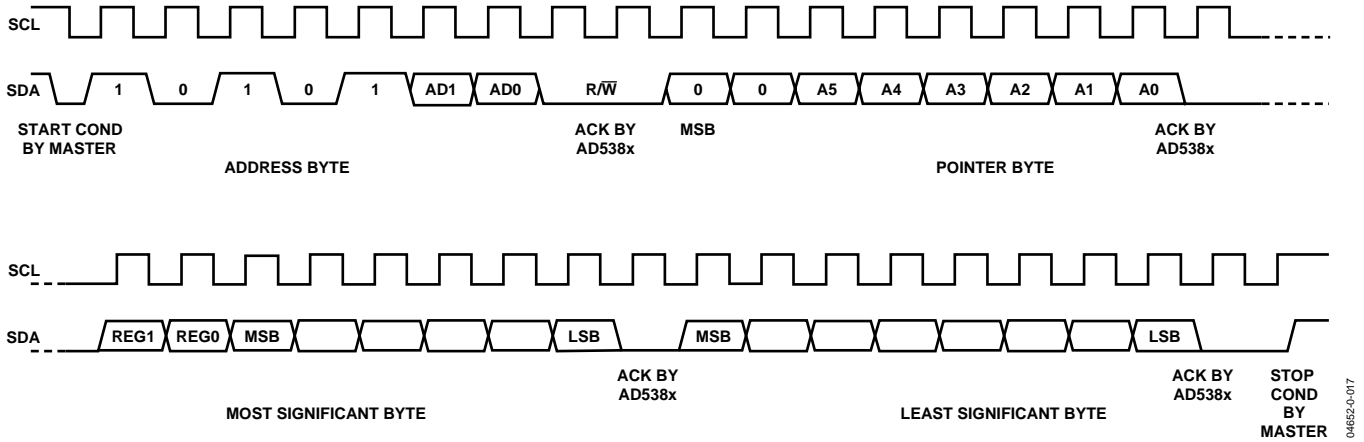 SCL
SDA 1 0 1 0 1 AD1 AD0 R/W̅ 0 0 A5 A4 A3 A2 A1 A0
START COND BY MASTER
ACK BY AD538x
MSB
ACK BY AD538x
ADDRESS BYTE
POINTER BYTE
SCL
SDA REG1 REG0 MSB LSB MSB LSB
ACK BY AD538x
ACK BY AD538x
STOP COND BY MASTER
MOST SIGNIFICANT BYTE
LEAST SIGNIFICANT BYTE
04652-0-017